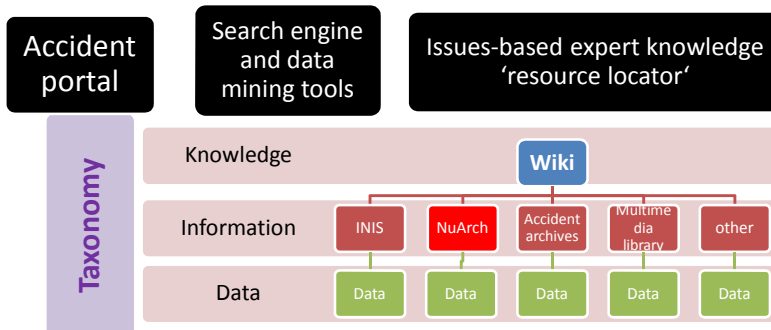 Accident
portal
Search engine
and data
mining tools
Issues-based expert knowledge
‘resource locator‘
Taxonomy
Knowledge
Wiki
Information
INIS
NuArch
Accident
archives
Multime
dia
library
other
Data
Data
Data
Data
Data
Data